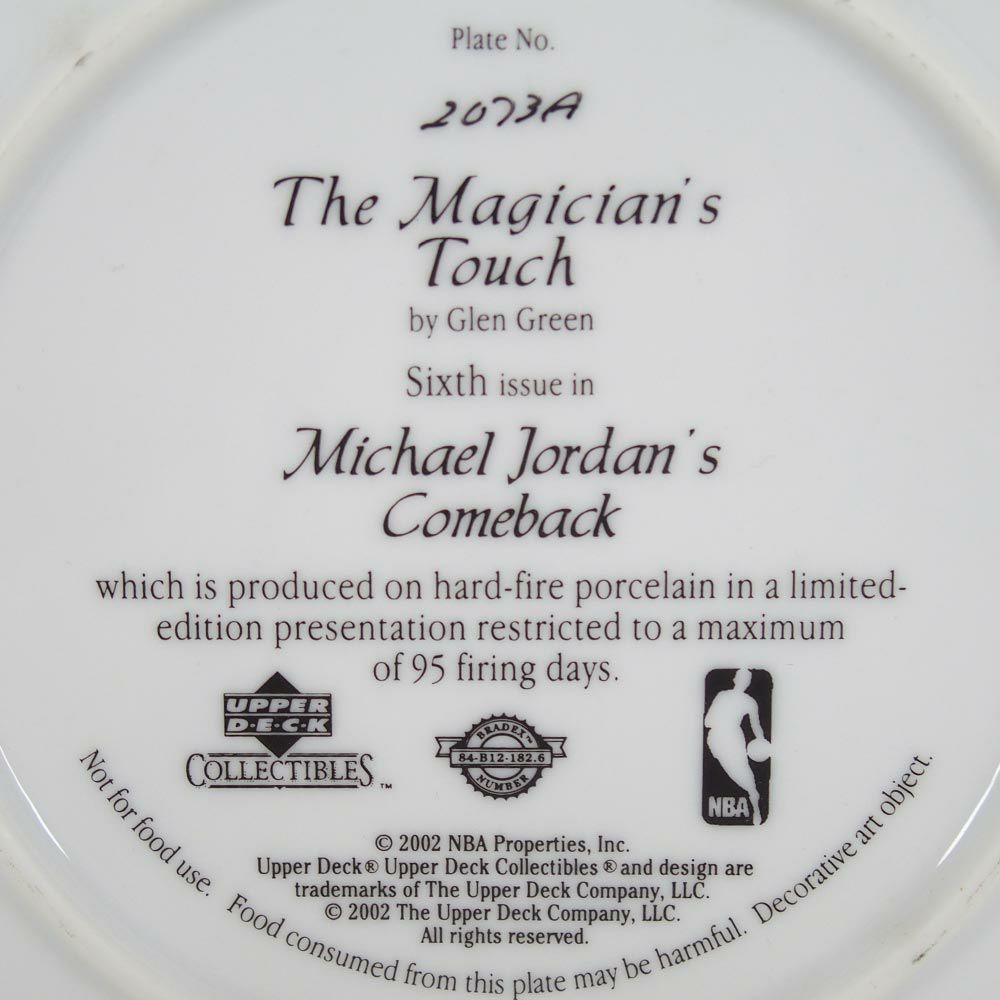 Plate No.
2073A
The Magician's
Touch
by Glen Green
Sixth issue in
Michael Jordan's
Comeback
which is produced on hard-fire porcelain in a limited-
edition presentation restricted to a maximum
of 95 firing days.
UPPER
D·E·C·K
COLLECTIBLES™
BRADEX™
84-B12-182.6
NUMBER
NBA
© 2002 NBA Properties, Inc.
Upper Deck® Upper Deck Collectibles ® and design are
trademarks of The Upper Deck Company, LLC.
© 2002 The Upper Deck Company, LLC.
All rights reserved.
Not for food use. Food consumed from this plate may be harmful. Decorative art object.